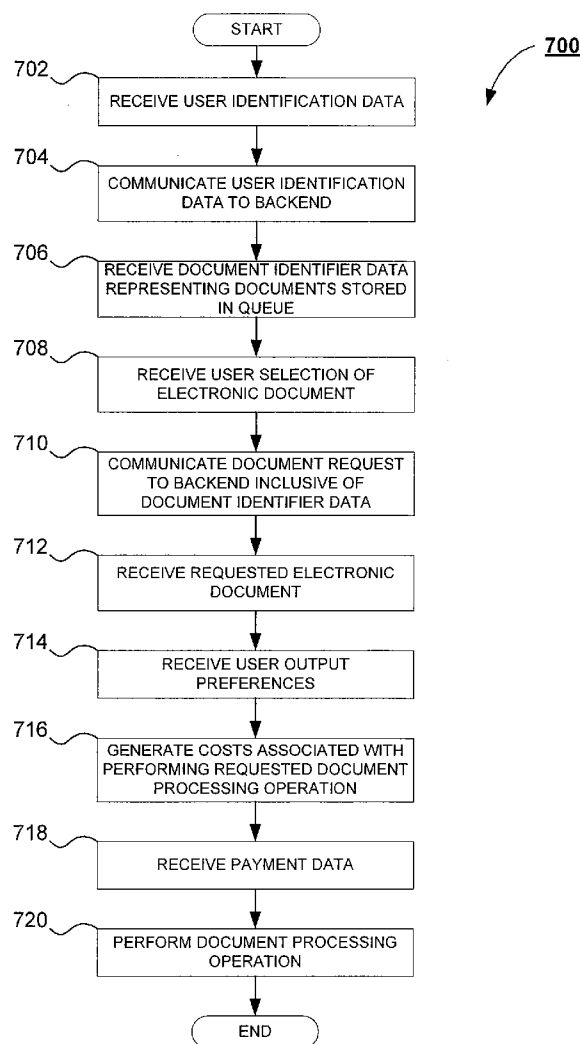 START
700
702
RECEIVE USER IDENTIFICATION DATA
704
COMMUNICATE USER IDENTIFICATION
DATA TO BACKEND
706
RECEIVE DOCUMENT IDENTIFIER DATA
REPRESENTING DOCUMENTS STORED
IN QUEUE
708
RECEIVE USER SELECTION OF
ELECTRONIC DOCUMENT
710
COMMUNICATE DOCUMENT REQUEST
TO BACKEND INCLUSIVE OF
DOCUMENT IDENTIFIER DATA
712
RECEIVE REQUESTED ELECTRONIC
DOCUMENT
714
RECEIVE USER OUTPUT
PREFERENCES
716
GENERATE COSTS ASSOCIATED WITH
PERFORMING REQUESTED DOCUMENT
PROCESSING OPERATION
718
RECEIVE PAYMENT DATA
720
PERFORM DOCUMENT PROCESSING
OPERATION
END